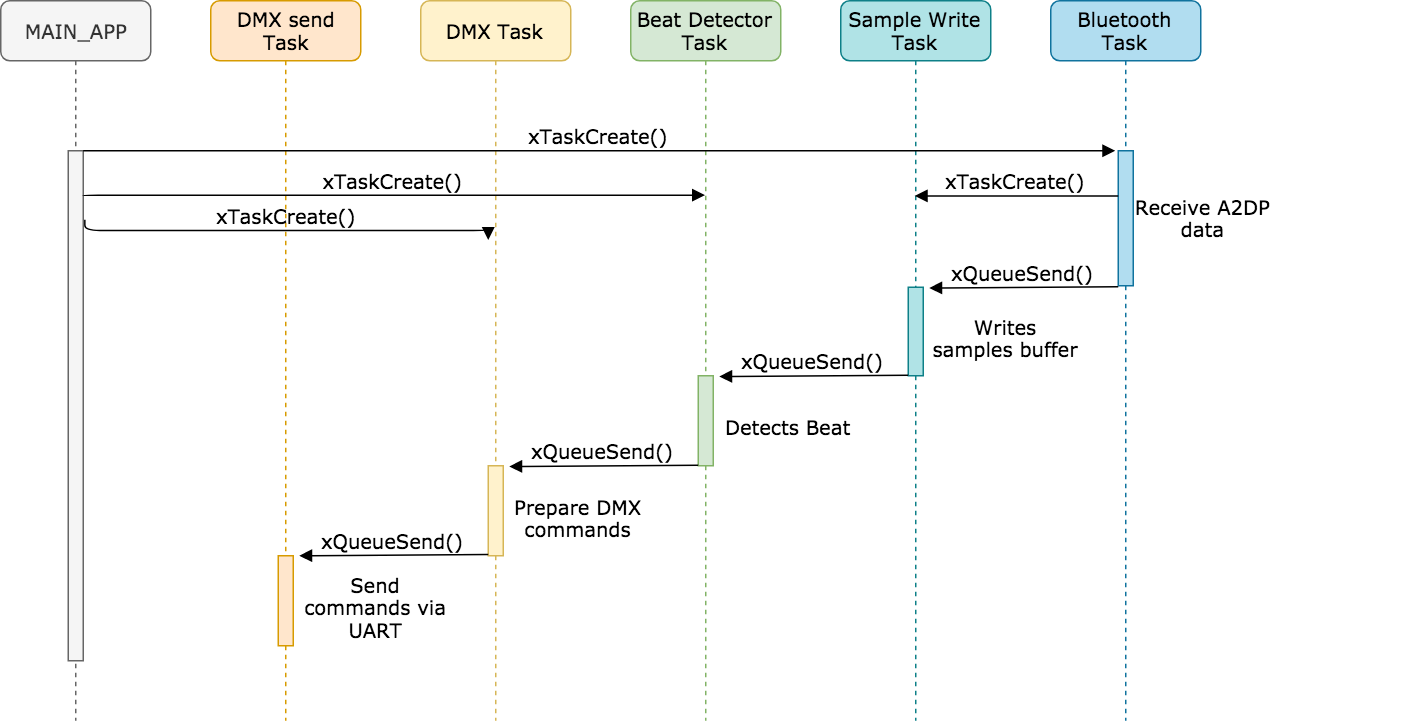 MAIN_APP
DMX send
Task
DMX Task
Beat Detector
Task
Sample Write
Task
Bluetooth
Task
xTaskCreate()
xTaskCreate()
xTaskCreate()
Receive A2DP
data
xTaskCreate()
xQueueSend()
Writes
samples buffer
xQueueSend()
Detects Beat
xQueueSend()
Prepare DMX
commands
xQueueSend()
Send
commands via
UART